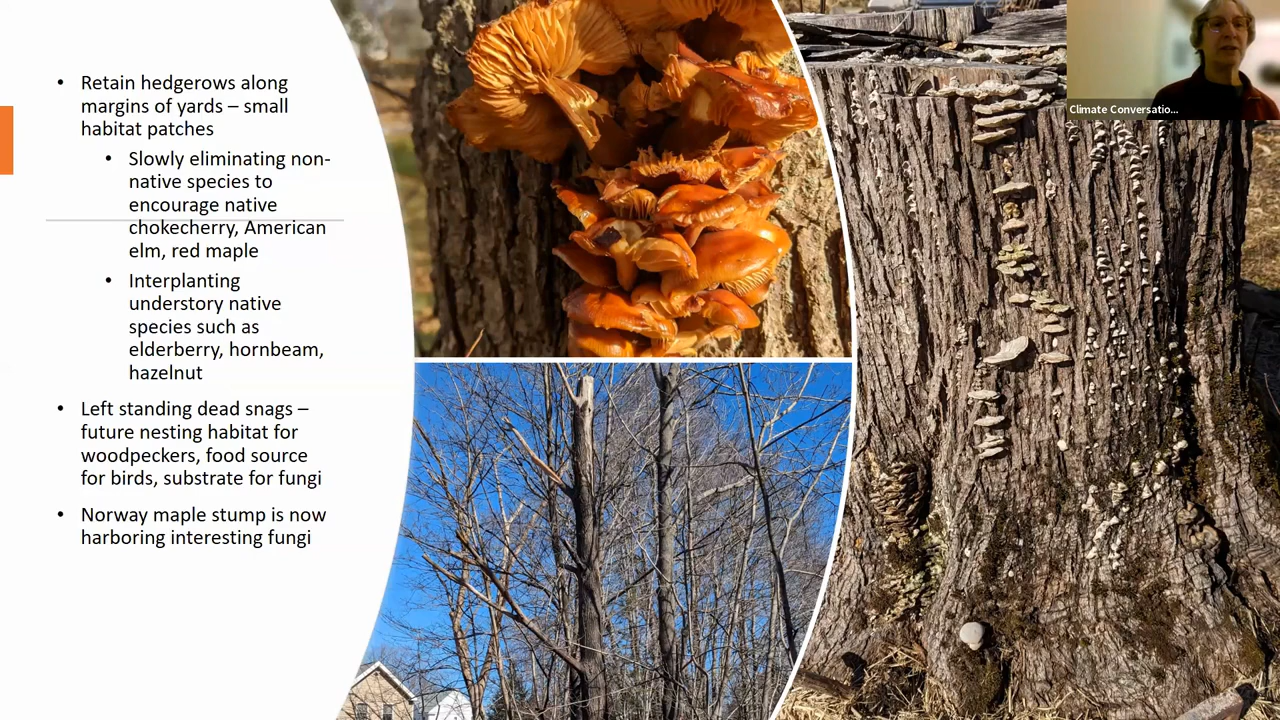 • Retain hedgerows along
margins of yards – small
habitat patches
• Slowly eliminating non-
native species to
encourage native
chokecherry, American
elm, red maple
• Interplanting
understory native
species such as
elderberry, hornbeam,
hazelnut
• Left standing dead snags –
future nesting habitat for
woodpeckers, food source
for birds, substrate for fungi
• Norway maple stump is now
harboring interesting fungi
Climate Conversatio...